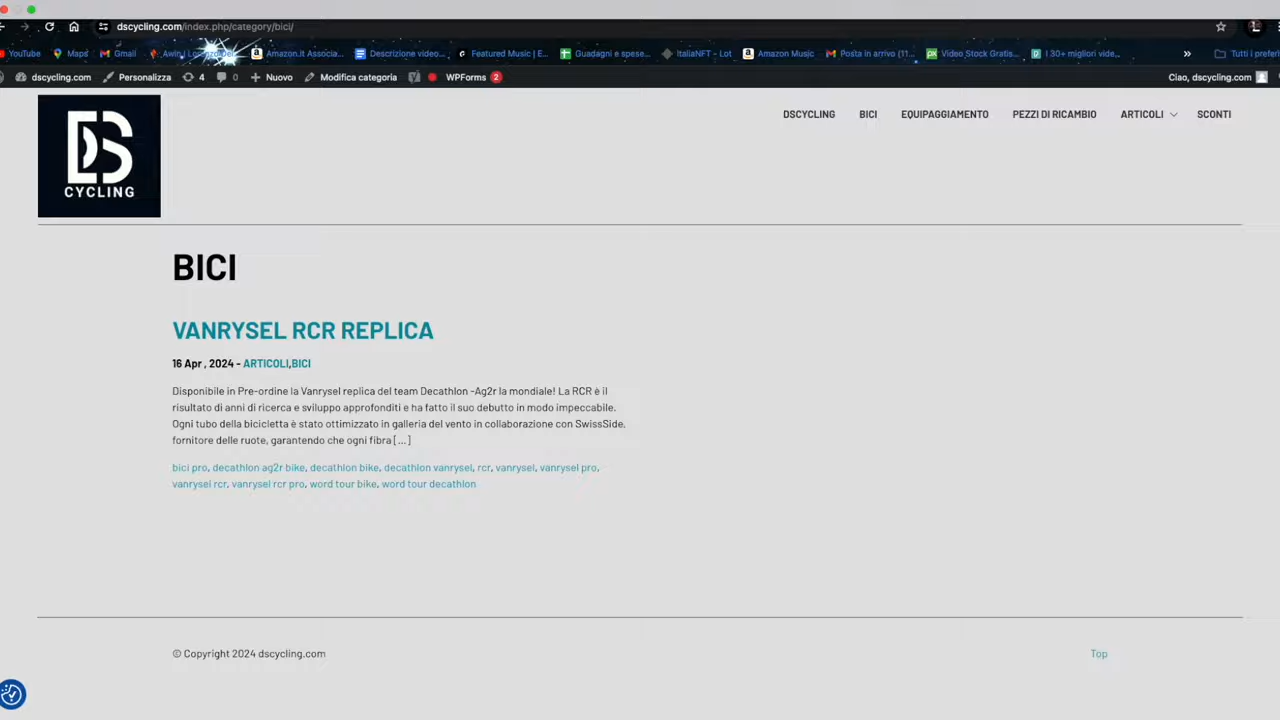 dscycling.com/index.php/category/bici/
YouTube Maps Gmail Amazon.it Associa... Descrizione video... Featured Music | E... Guadagni e spese... ItaliaNFT - Lot Amazon Music Posta in arrivo (11... Video Stock Gratis... I 30+ migliori vide... » Tutti i prefer
dscycling.com Personalizza 4 0 Nuovo Modifica categoria WPForms 2 Ciao, dscycling.com
DS
CYCLING
DSCYCLING BICI EQUIPAGGIAMENTO PEZZI DI RICAMBIO ARTICOLI SCONTI
BICI
VANRYSEL RCR REPLICA
16 Apr , 2024 - ARTICOLI,BICI
Disponibile in Pre-ordine la Vanrysel replica del team Decathlon -Ag2r la mondiale! La RCR è il
risultato di anni di ricerca e sviluppo approfonditi e ha fatto il suo debutto in modo impeccabile.
Ogni tubo della bicicletta è stato ottimizzato in galleria del vento in collaborazione con SwissSide,
fornitore delle ruote, garantendo che ogni fibra [...]
bici pro, decathlon ag2r bike, decathlon bike, decathlon vanrysel, rcr, vanrysel, vanrysel pro,
vanrysel rcr, vanrysel rcr pro, word tour bike, word tour decathlon
© Copyright 2024 dscycling.com Top